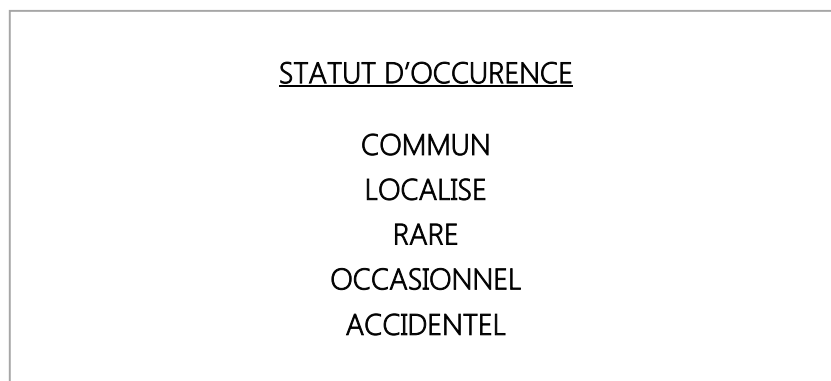 STATUT D’OCCURENCE
COMMUN
LOCALISE
RARE
OCCASIONNEL
ACCIDENTEL